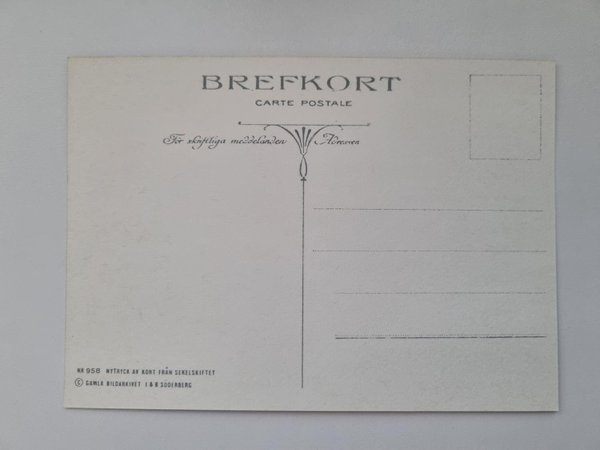 BREFKORT
CARTE POSTALE
För skriftliga meddelanden Adressen
NR 958 NYTRYCK AV KORT FRÅN SEKELSKIFTET
© GAMLA BILDARKIVET I & B SÖDERBERG